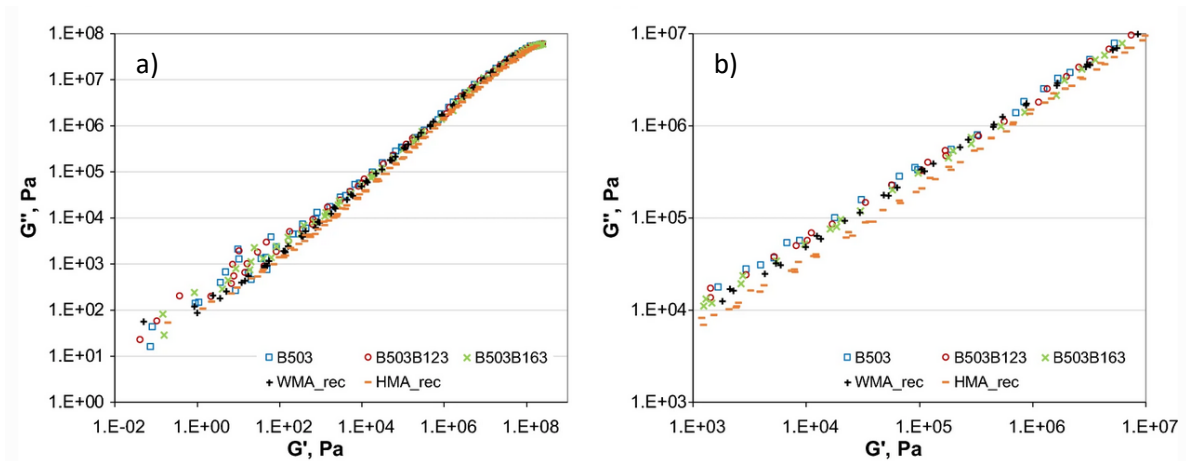 a)
G", Pa
1.E+08
1.E+07
1.E+06
1.E+05
1.E+04
1.E+03
1.E+02
1.E+01
1.E+00
B503 B503B123 B503B163
WMA_rec HMA_rec
1.E-02 1.E+00 1.E+02 1.E+04 1.E+06 1.E+08
G', Pa
b)
G", Pa
1.E+07
1.E+06
1.E+05
1.E+04
1.E+03
B503 B503B123 B503B163
WMA_rec HMA_rec
1.E+03 1.E+04 1.E+05 1.E+06 1.E+07
G', Pa